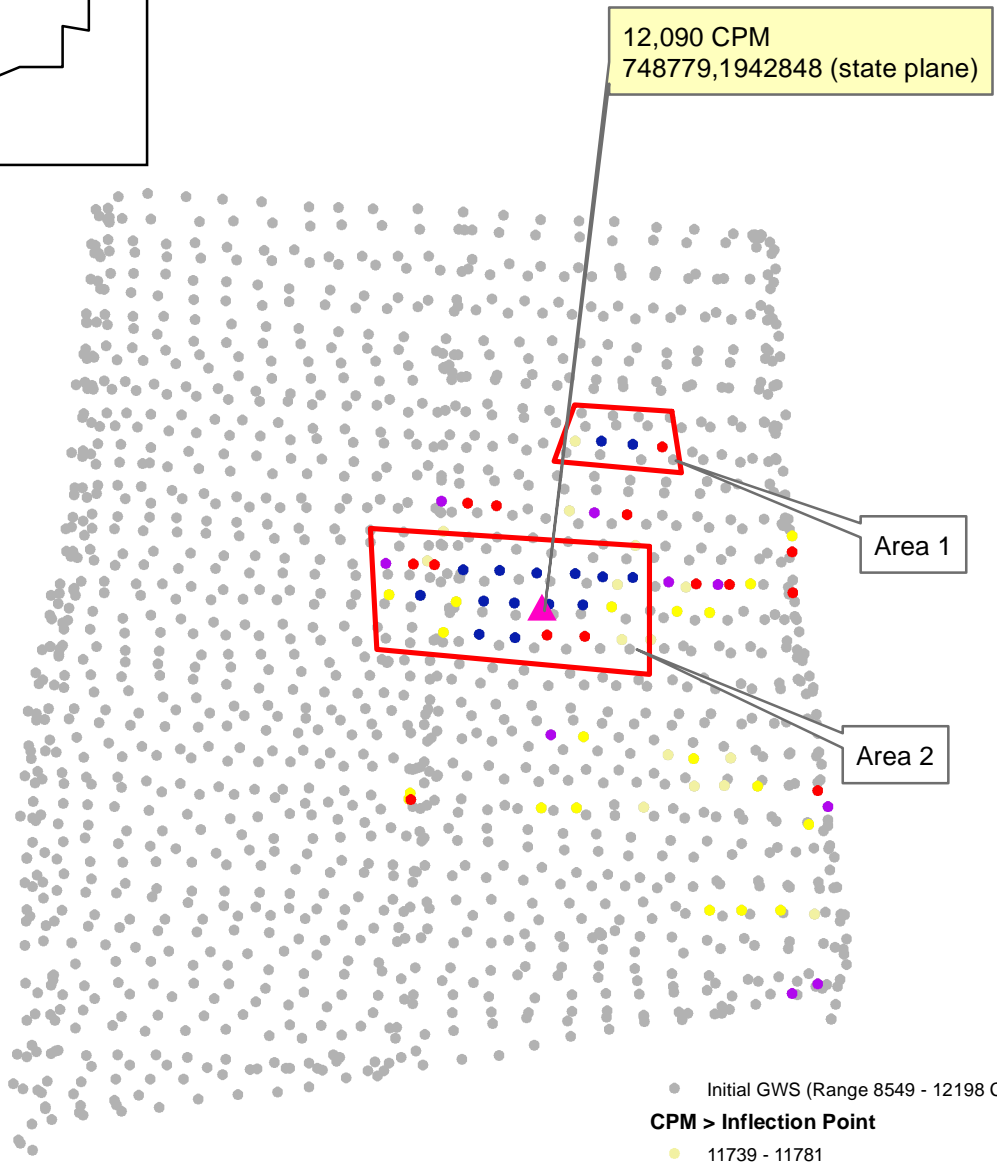 12,090 CPM
748779,1942848 (state plane)
Area 1
Area 2
Initial GWS (Range 8549 - 12198
CPM > Inflection Point
11739 - 11781